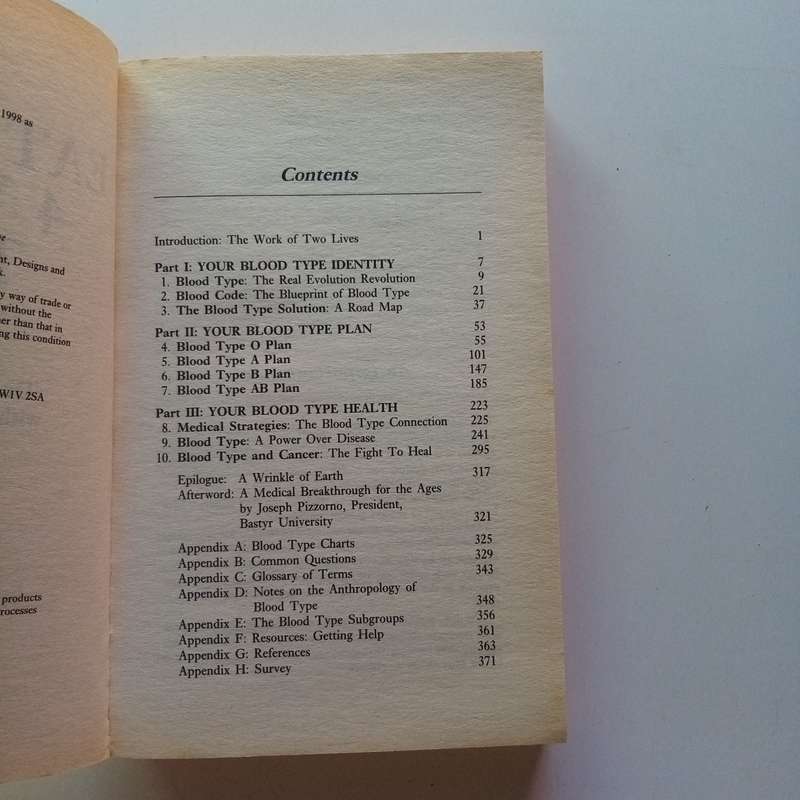 1998 as
nt, Designs and
k.
y way of trade or
without the
her than that in
ng this condition
W1V 2SA
products
rocesses
Contents
Introduction: The Work of Two Lives 1
Part I: YOUR BLOOD TYPE IDENTITY 7
1. Blood Type: The Real Evolution Revolution 9
2. Blood Code: The Blueprint of Blood Type 21
3. The Blood Type Solution: A Road Map 37
Part II: YOUR BLOOD TYPE PLAN 53
4. Blood Type O Plan 55
5. Blood Type A Plan 101
6. Blood Type B Plan 147
7. Blood Type AB Plan 185
Part III: YOUR BLOOD TYPE HEALTH 223
8. Medical Strategies: The Blood Type Connection 225
9. Blood Type: A Power Over Disease 241
10. Blood Type and Cancer: The Fight To Heal 295
Epilogue: A Wrinkle of Earth 317
Afterword: A Medical Breakthrough for the Ages
by Joseph Pizzorno, President,
Bastyr University 321
Appendix A: Blood Type Charts 325
Appendix B: Common Questions 329
Appendix C: Glossary of Terms 343
Appendix D: Notes on the Anthropology of
Blood Type 348
Appendix E: The Blood Type Subgroups 356
Appendix F: Resources: Getting Help 361
Appendix G: References 363
Appendix H: Survey 371